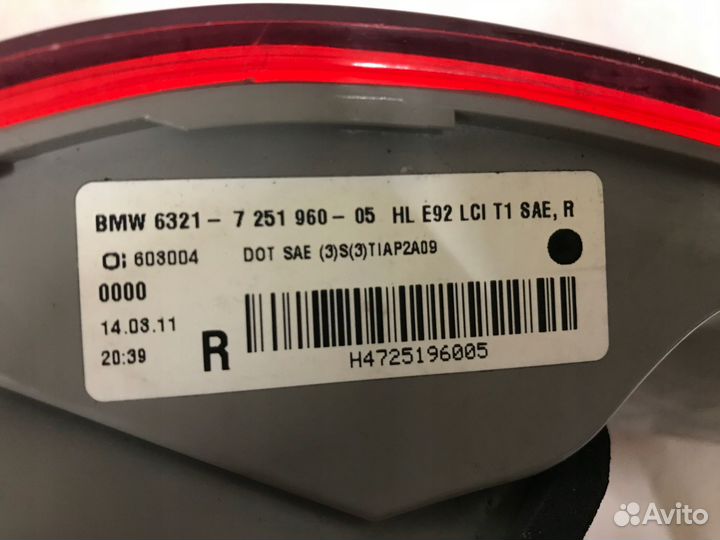 BMW 6321- 7 251 960- 05 HL E92 LCI T1 SAE, R
603004 DOT SAE (3)S(3)TIAP2A09
0000
14.03.11
20:39
R
H4725196005
Avito